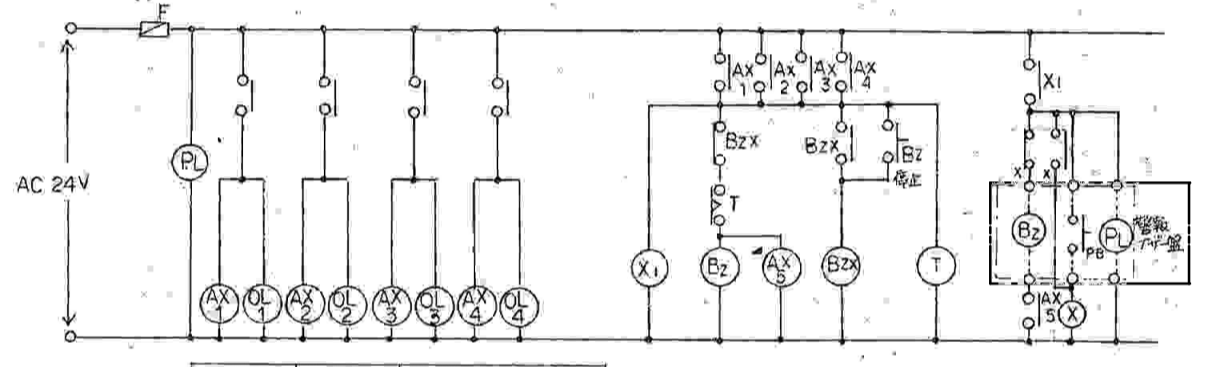 F
AX 1
AX 2
AX 3
AX 4
X1
BZX
BZX
BZ
停止
X
X
PL
AC 24V
T
BZ
PB
PL
警報
ブザー盤
X1
BZ
AX 5
BZX
T
AX 1
OL 1
AX 2
OL 2
AX 3
OL 3
AX 4
OL 4
AX 5
X